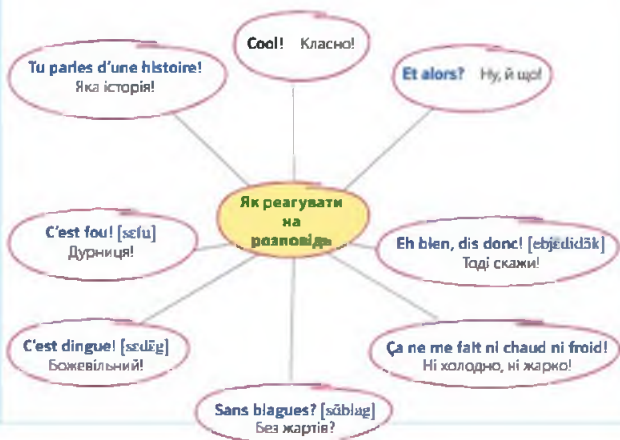 Cool! Класно!
Tu parles d'une histoire!
Яка історія!
Et alors? Ну, й що!
Як реагувати
на
розповідь
C'est fou! [sɛfu]
Дурниця!
Eh bien, dis donc! [ebjɛ̃didɔ̃k]
Тоді скажи!
C'est dingue! [sɛdɛ̃g]
Божевільний!
Ça ne me fait ni chaud ni froid!
Ні холодно, ні жарко!
Sans blagues? [sɑ̃blag]
Без жартів?